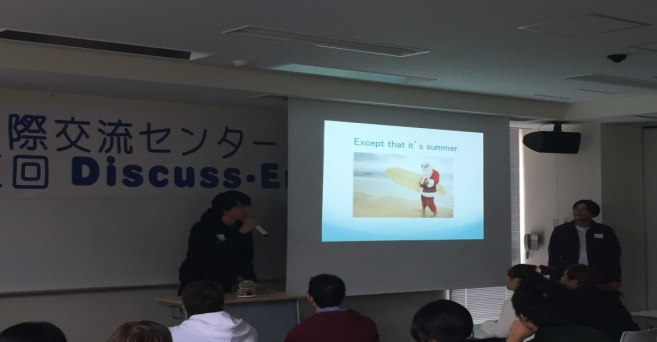 際交流センター
回 Discuss-E
Except that it's summer.